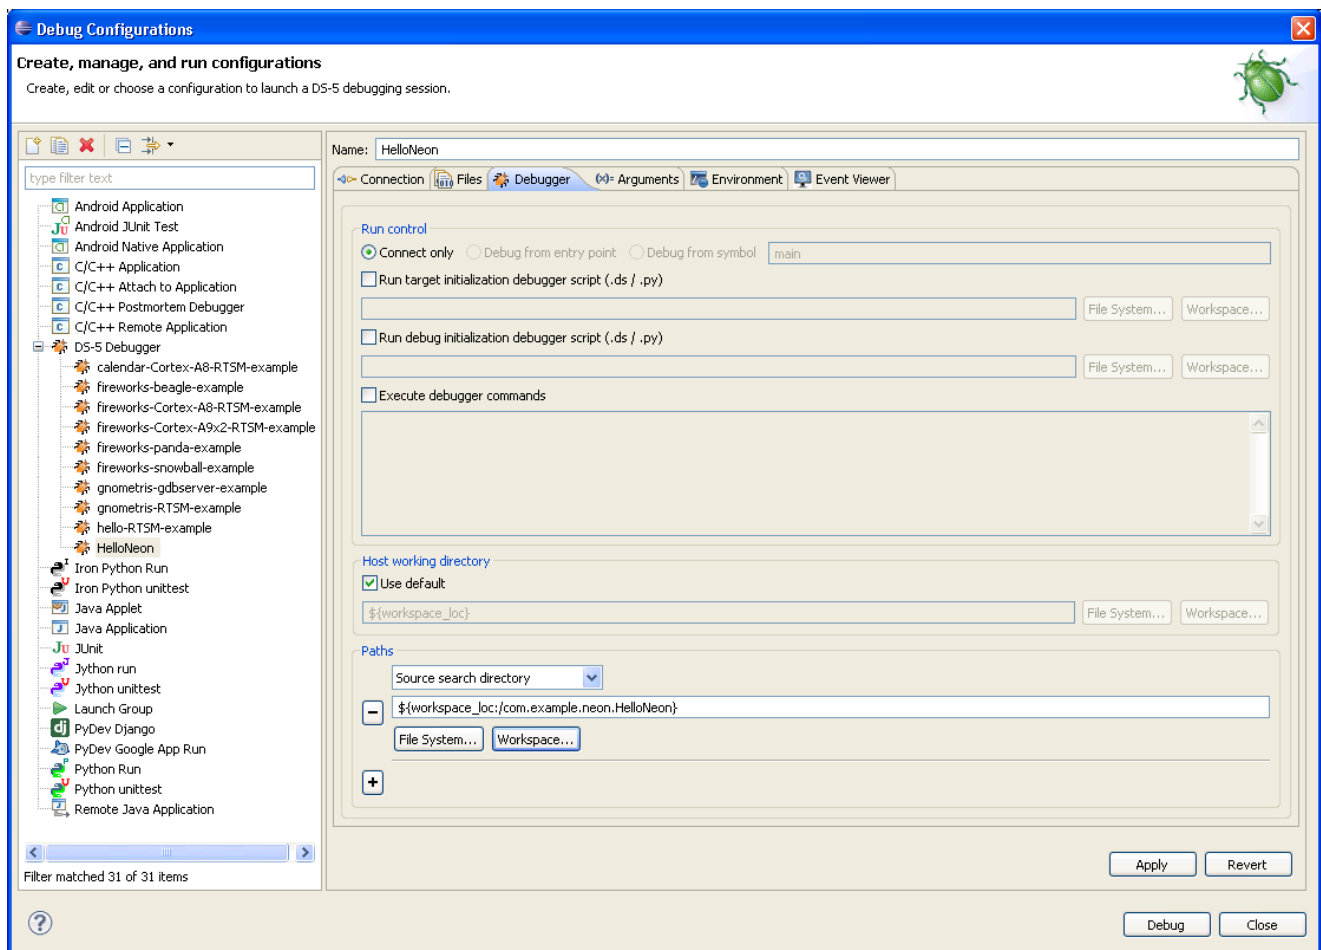 Debug Configurations
Create, manage, and run configurations
Create, edit or choose a configuration to launch a DS-5 debugging session.
type filter text
Android Application
Android JUnit Test
Android Native Application
C/C++ Application
C/C++ Attach to Application
C/C++ Postmortem Debugger
C/C++ Remote Application
DS-5 Debugger
calendar-Cortex-A8-RTSM-example
fireworks-beagle-example
fireworks-Cortex-A8-RTSM-example
fireworks-Cortex-A9x2-RTSM-example
fireworks-panda-example
fireworks-snowball-example
gnometris-gdbserver-example
gnometris-RTSM-example
hello-RTSM-example
HelloNeon
Iron Python Run
Iron Python unittest
Java Applet
Java Application
JUnit
Jython run
Jython unittest
Launch Group
PyDev Django
PyDev Google App Run
Python Run
Python unittest
Remote Java Application
Filter matched 31 of 31 items
Name: HelloNeon
Connection Files Debugger (x)= Arguments Environment Event Viewer
Run control
Connect only Debug from entry point Debug from symbol main
Run target initialization debugger script (.ds / .py)
File System... Workspace...
Run debug initialization debugger script (.ds / .py)
File System... Workspace...
Execute debugger commands
Host working directory
Use default
${workspace_loc} File System... Workspace...
Paths
Source search directory
${workspace_loc:/com.example.neon.HelloNeon}
File System... Workspace...
Apply Revert
Debug Close